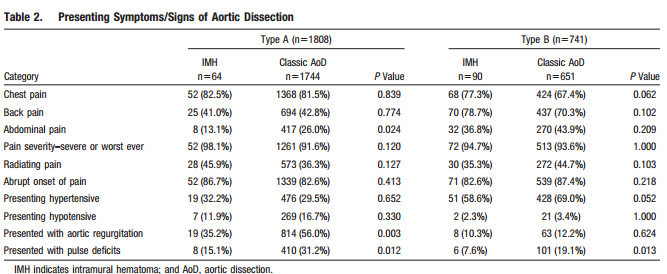 Table 2. Presenting Symptoms/Signs of Aortic Dissection
Type A (n=1808) Type B (n=741)
IMH Classic AoD IMH Classic AoD
Category n=64 n=1744 P Value n=90 n=651 P Value
Chest pain 52 (82.5%) 1368 (81.5%) 0.839 68 (77.3%) 424 (67.4%) 0.062
Back pain 25 (41.0%) 694 (42.8%) 0.774 70 (78.7%) 437 (70.3%) 0.102
Abdominal pain 8 (13.1%) 417 (26.0%) 0.024 32 (36.8%) 270 (43.9%) 0.209
Pain severity–severe or worst ever 52 (98.1%) 1261 (91.6%) 0.120 72 (94.7%) 513 (93.6%) 1.000
Radiating pain 28 (45.9%) 573 (36.3%) 0.127 30 (35.3%) 272 (44.7%) 0.103
Abrupt onset of pain 52 (86.7%) 1339 (82.6%) 0.413 71 (82.6%) 539 (87.4%) 0.218
Presenting hypertensive 19 (32.2%) 476 (29.5%) 0.652 51 (58.6%) 428 (69.0%) 0.052
Presenting hypotensive 7 (11.9%) 269 (16.7%) 0.330 2 (2.3%) 21 (3.4%) 1.000
Presented with aortic regurgitation 19 (35.2%) 814 (56.0%) 0.003 8 (10.3%) 63 (12.2%) 0.624
Presented with pulse deficits 8 (15.1%) 410 (31.2%) 0.012 6 (7.6%) 101 (19.1%) 0.013
IMH indicates intramural hematoma; and AoD, aortic dissection.